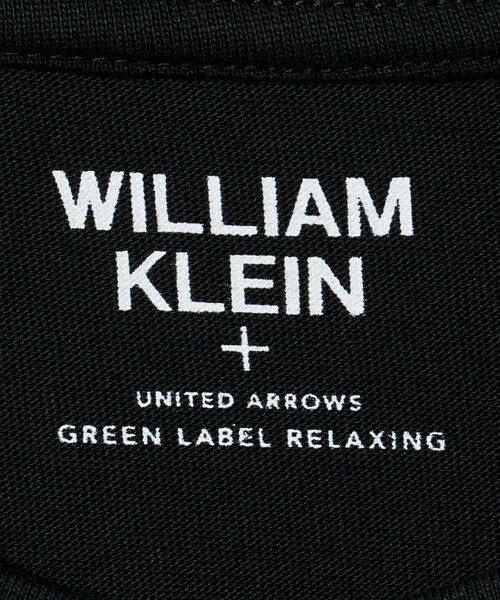 WILLIAM
KLEIN
+
UNITED ARROWS
GREEN LABEL RELAXING